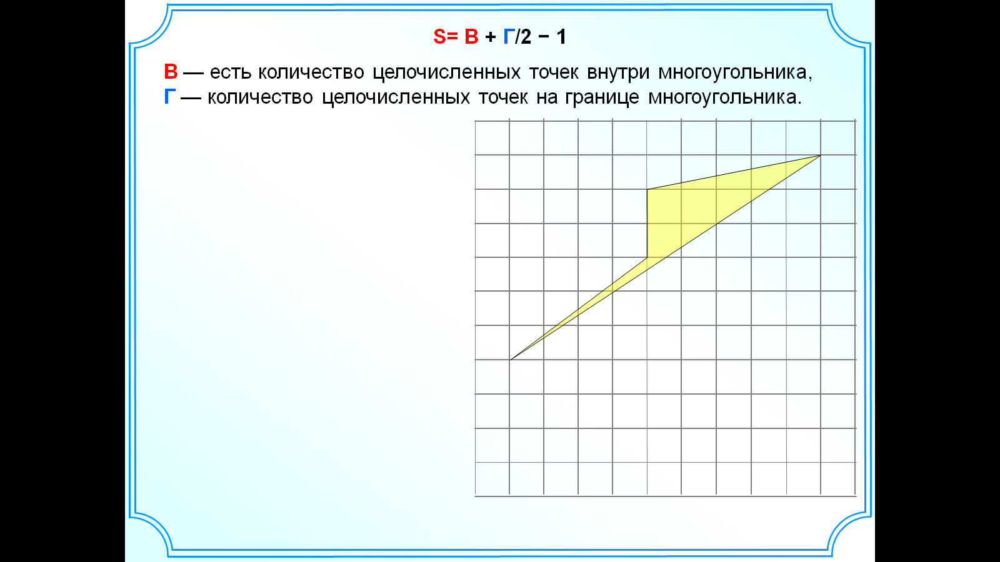 S= В + Г/2 − 1
В — есть количество целочисленных точек внутри многоугольника,
Г — количество целочисленных точек на границе многоугольника.